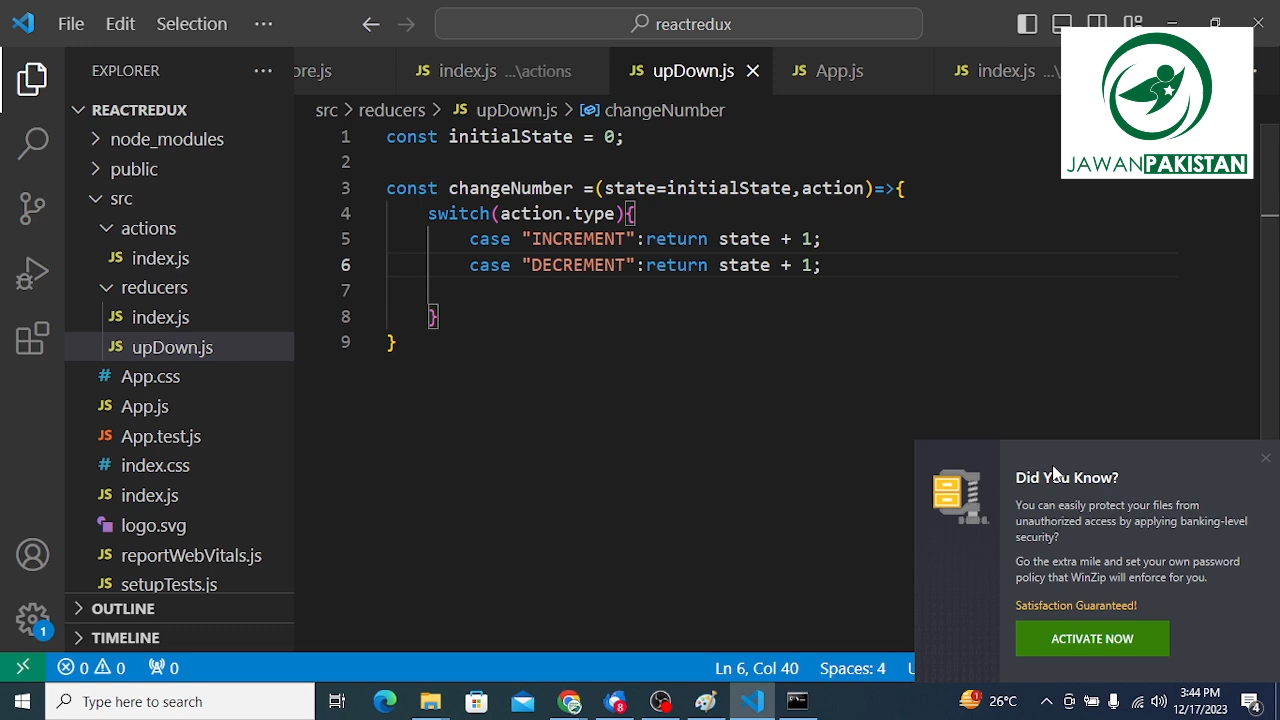 File Edit Selection ···
reactredux
EXPLORER ···
ore.js
JS index.js ...\actions
JS upDown.js
JS App.js
JS index.js ...\
JAWANPAKISTAN
REACTREDUX
node_modules
public
src
actions
JS index.js
reducers
JS index.js
JS upDown.js
# App.css
JS App.js
JS App.test.js
# index.css
JS index.js
logo.svg
JS reportWebVitals.js
JS setupTests.js
OUTLINE
TIMELINE
1
src > reducers > JS upDown.js > changeNumber
1 const initialState = 0;
2
3 const changeNumber =(state=initialState,action)=>{
4 switch(action.type){
5 case "INCREMENT":return state + 1;
6 case "DECREMENT":return state + 1;
7
8 }
9 }
Did You Know?
You can easily protect your files from
unauthorized access by applying banking-level
security?
Go the extra mile and set your own password
policy that WinZip will enforce for you.
Satisfaction Guaranteed!
ACTIVATE NOW
0 0 0
Ln 6, Col 40 Spaces: 4 U
Type here to search
8
1
26°C
3:44 PM
12/17/2023
4